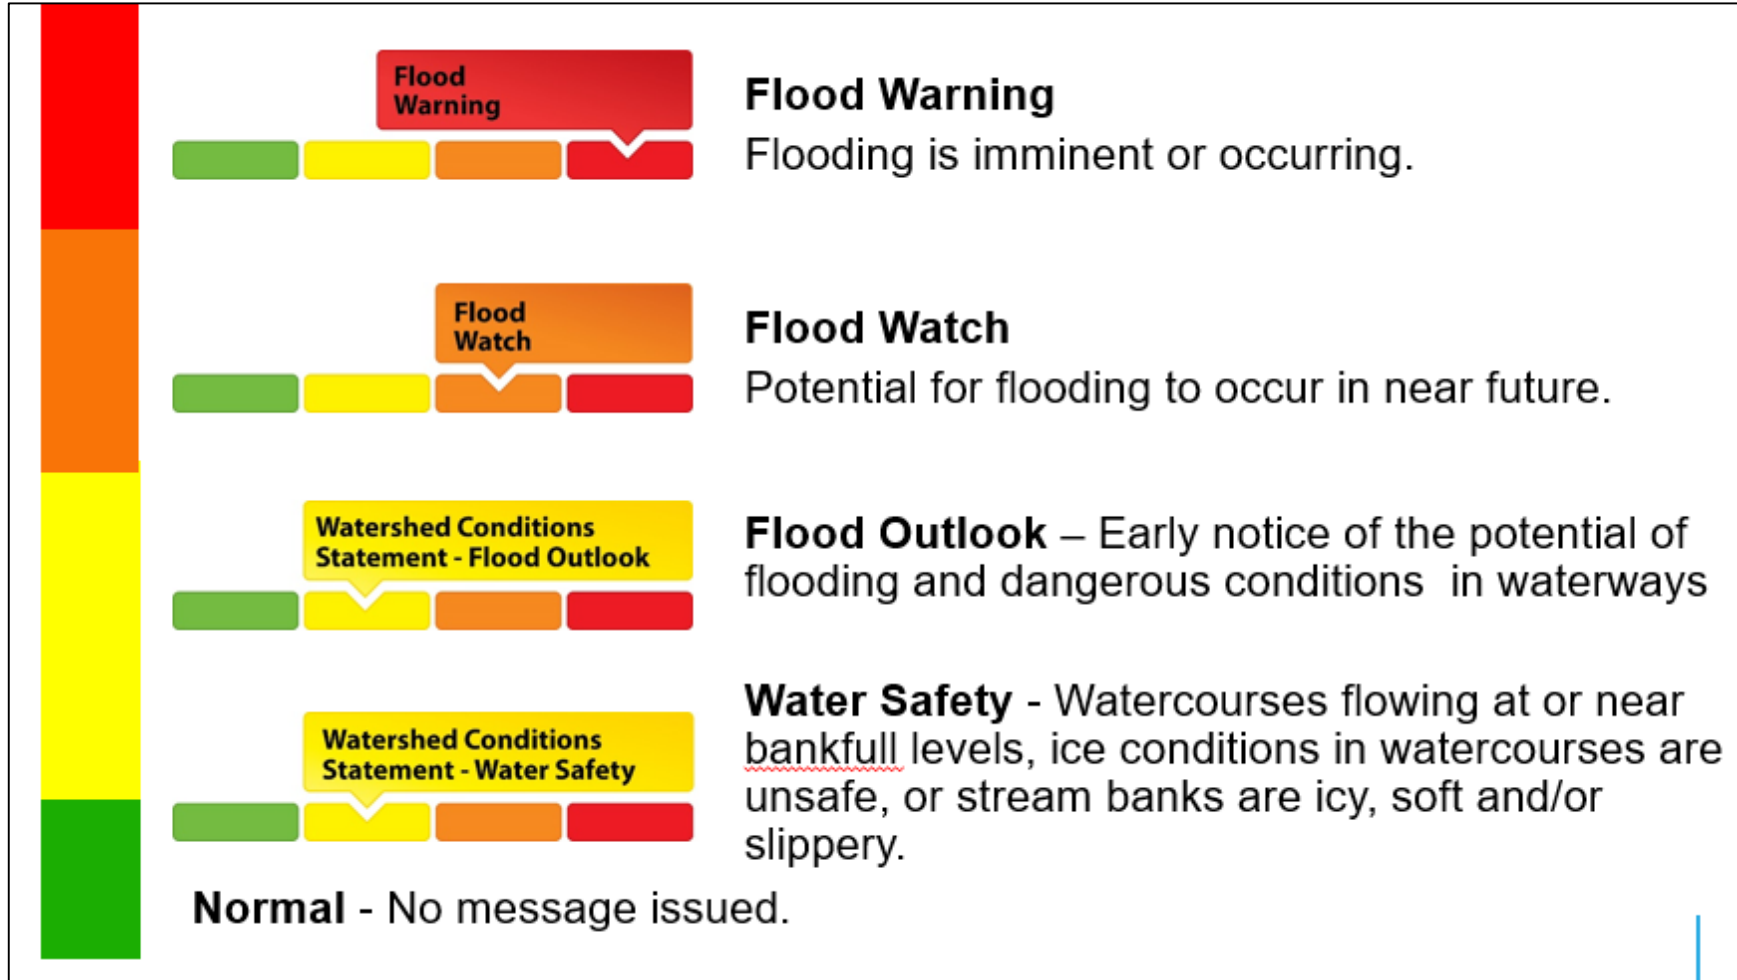 Flood
Warning
Flood Warning
Flooding is imminent or occurring.
Flood
Watch
Flood Watch
Potential for flooding to occur in near future.
Watershed Conditions
Statement - Flood Outlook
Flood Outlook – Early notice of the potential of
flooding and dangerous conditions  in waterways
Watershed Conditions
Statement - Water Safety
Water Safety - Watercourses flowing at or near
bankfull levels, ice conditions in watercourses are
unsafe, or stream banks are icy, soft and/or
slippery.
Normal - No message issued.